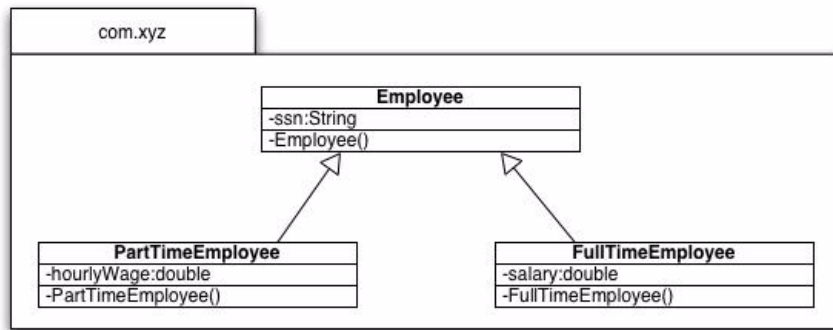 com.xyz
Employee
-ssn:String
-Employee()
PartTimeEmployee
-hourlyWage:double
-PartTimeEmployee()
FullTimeEmployee
-salary:double
-FullTimeEmployee()